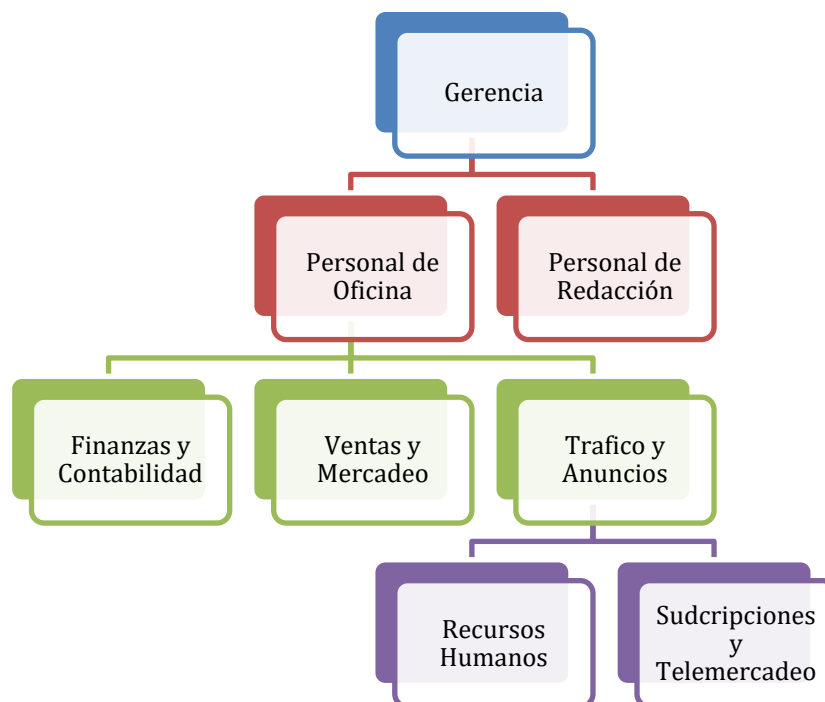 Gerencia
Personal de
Oficina
Personal de
Redacción
Finanzas y
Contabilidad
Ventas y
Mercadeo
Trafico y
Anuncios
Recursos
Humanos
Sudcripciones
y
Telemercadeo